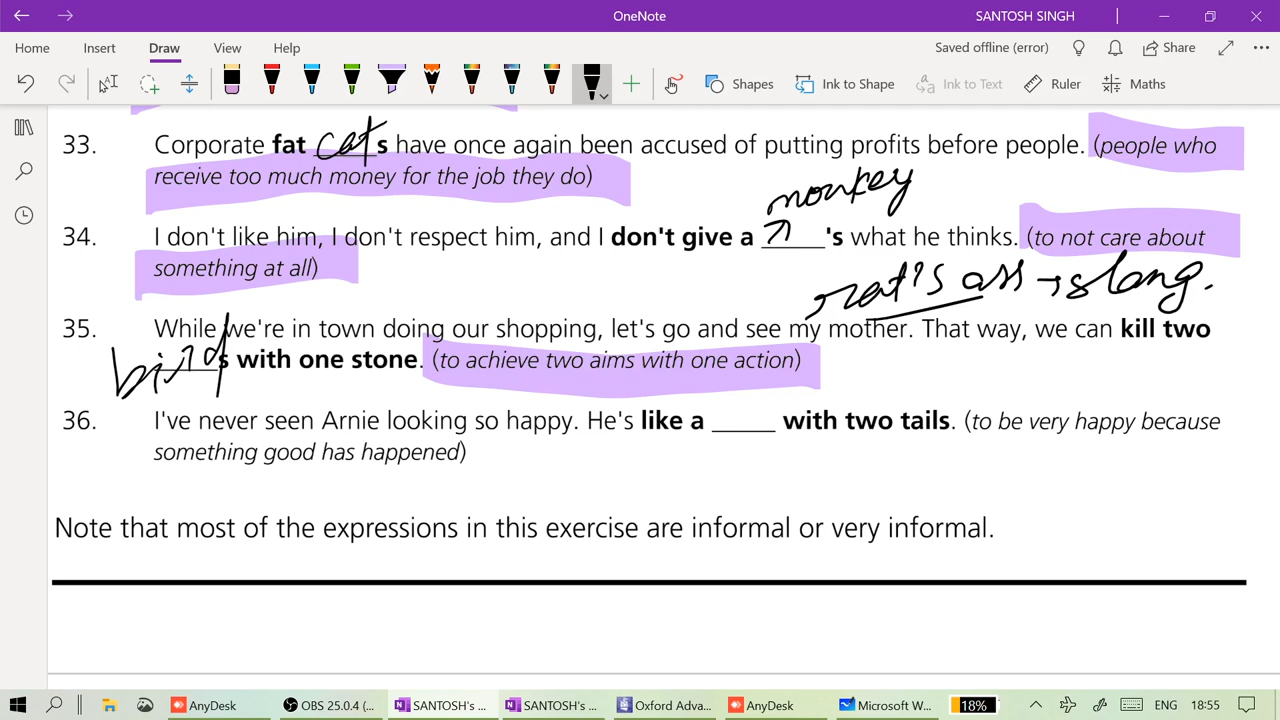 OneNote
SANTOSH SINGH
Home Insert Draw View Help
Saved offline (error) Share
Shapes Ink to Shape Ink to Text Ruler Maths
33. Corporate fat cats have once again been accused of putting profits before people. (people who
receive too much money for the job they do)
monkey
34. I don't like him, I don't respect him, and I don't give a _____'s what he thinks. (to not care about
something at all)
rat's ass → slang.
35. While we're in town doing our shopping, let's go and see my mother. That way, we can kill two
birds with one stone. (to achieve two aims with one action)
36. I've never seen Arnie looking so happy. He's like a _____ with two tails. (to be very happy because
something good has happened)
Note that most of the expressions in this exercise are informal or very informal.
AnyDesk OBS 25.0.4 ( SANTOSH's ... SANTOSH's ... Oxford Adva... AnyDesk Microsoft W... 18% ENG 18:55